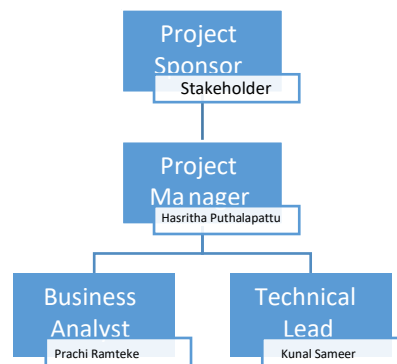 Project
Sponsor
Stakeholder
Project
Manager
Hasritha Puthalapattu
Business
Analyst
Prachi Ramteke
Technical
Lead
Kunal Sameer